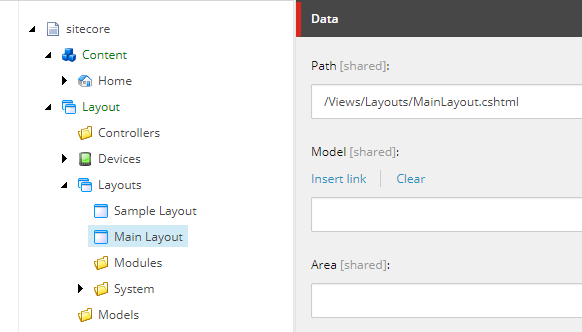 sitecore
Content
Home
Layout
Controllers
Devices
Layouts
Sample Layout
Main Layout
Modules
System
Models
Data
Path [shared]:
/Views/Layouts/MainLayout.cshtml
Model [shared]:
Insert link Clear
Area [shared]: